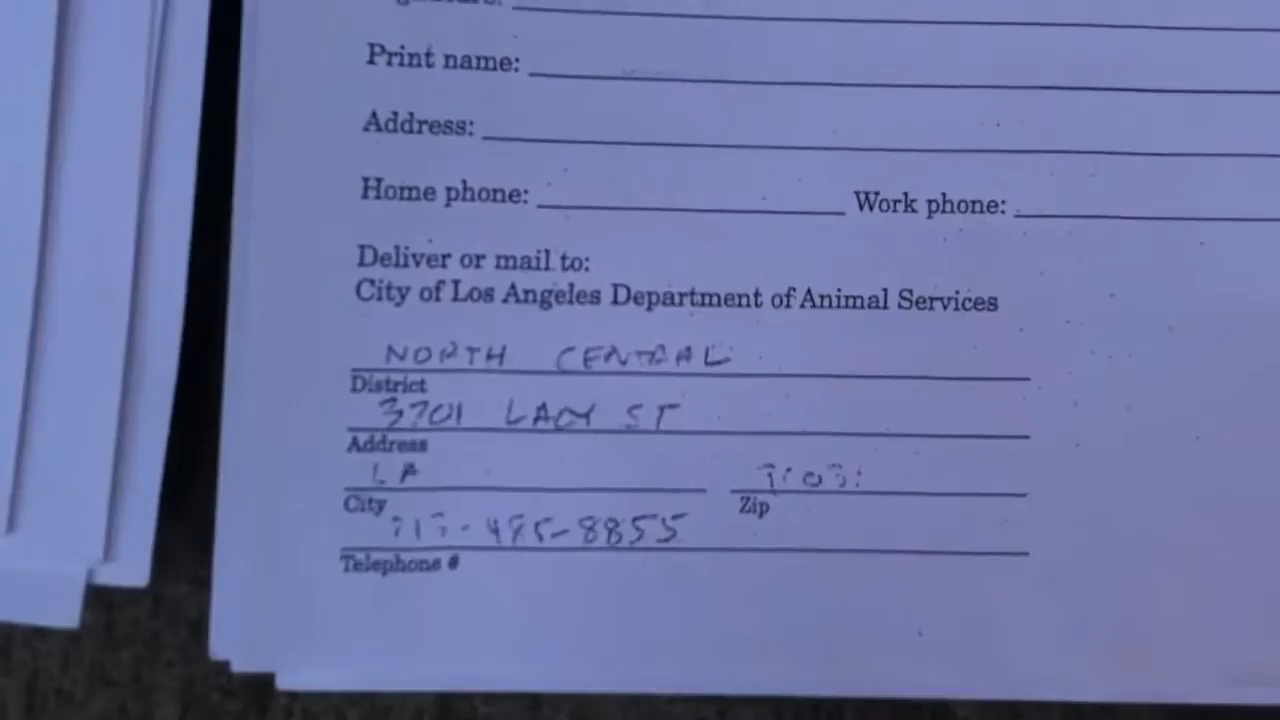 Print name:
Address:
Home phone: Work phone:
Deliver or mail to:
City of Los Angeles Department of Animal Services
NORTH CENTRAL
District
3701 LACY ST
Address
LA
City Zip
Telephone #